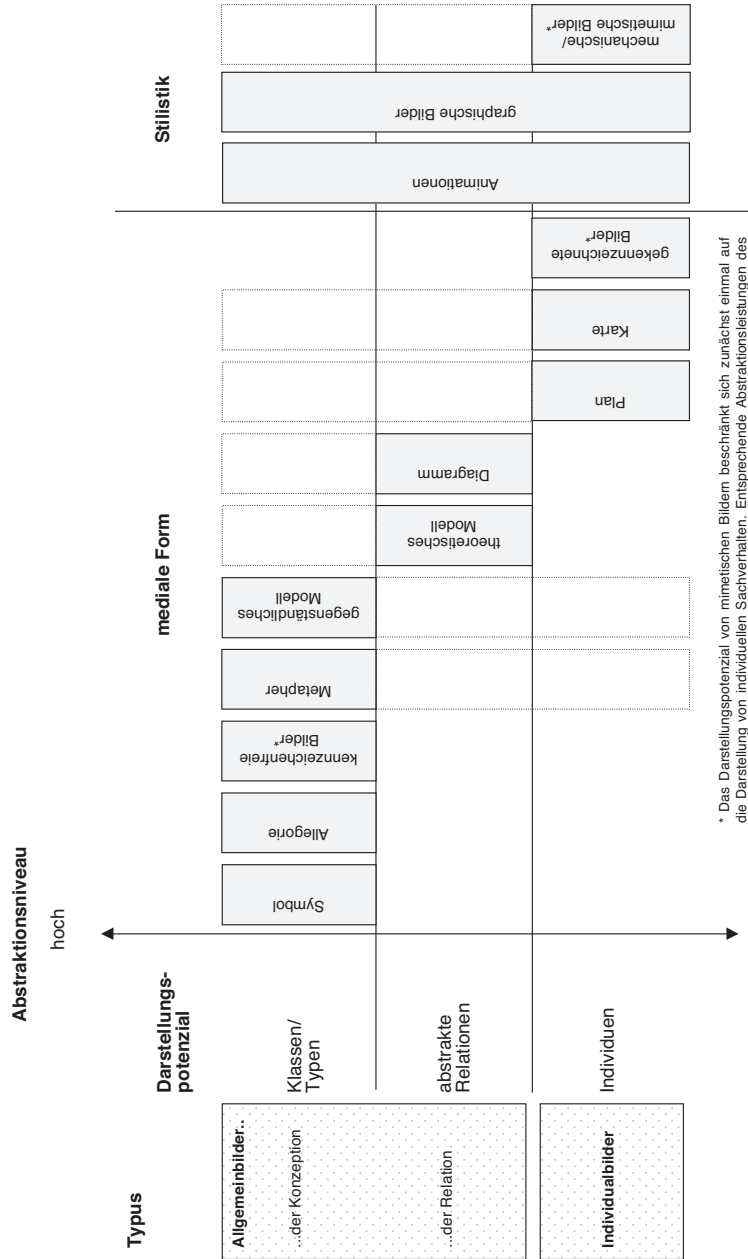 Abstraktionsniveau
hoch
Typus
Darstellungs-
potenzial
mediale Form
Stilistik
Allgemeinbilder..
...der Konzeption
Klassen/
Typen
...der Relation
abstrakte
Relationen
Individualbilder
Individuen
Symbol
Allegorie
kennzeichenfreie
Bilder*
Metapher
gegenständliches
Modell
theoretisches
Modell
Diagramm
Plan
Karte
gekennzeichnete
Bilder*
Animationen
graphische Bilder
mechanische/
mimetische Bilder*
* Das Darstellungspotenzial von mimetischen Bildern beschränkt sich zunächst einmal auf
die Darstellung von individuellen Sachverhalten. Entsprechende Abstraktionsleistungen des